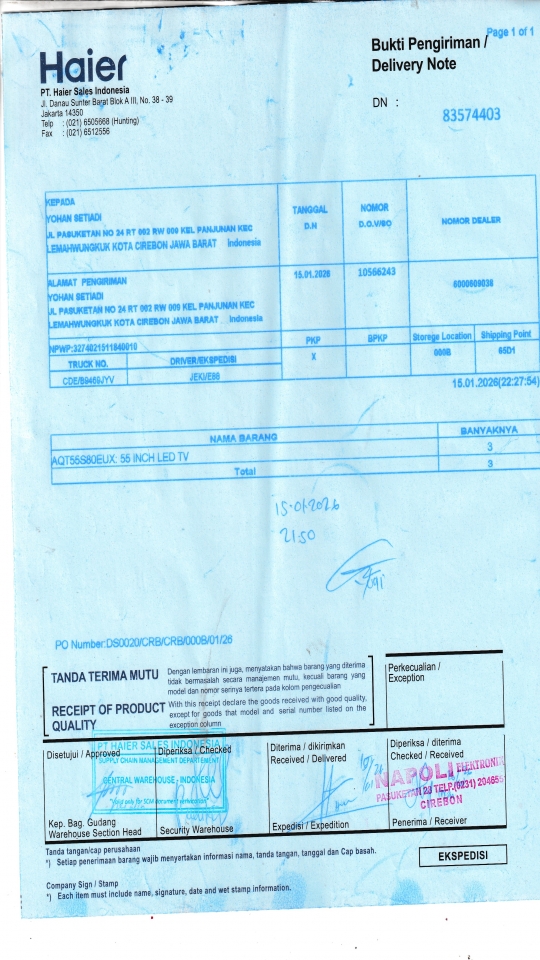 Page 1 of 1
Haier
Bukti Pengiriman /
Delivery Note
PT. Haier Sales Indonesia
Jl. Danau Sunter Barat Blok A III, No. 38 - 39
Jakarta 14350
Telp : (021) 6505668 (Hunting)
Fax : (021) 6512556
DN :
83574403
KEPADA
YOHAN SETIADI
JL PASUKETAN NO 24 RT 002 RW 009 KEL PANJUNAN KEC
LEMAHWUNGKUK KOTA CIREBON JAWA BARAT Indonesia
TANGGAL
D.N
NOMOR
D.O.V/SO
NOMOR DEALER
ALAMAT PENGIRIMAN
YOHAN SETIADI
JL PASUKETAN NO 24 RT 002 RW 009 KEL PANJUNAN KEC
LEMAHWUNGKUK KOTA CIREBON JAWA BARAT Indonesia
15.01.2026
10566243
6000609038
NPWP:3274021511840010
PKP
BPKP
Storege Location
Shipping Point
TRUCK NO.
DRIVER/EKSPEDISI
X
000B
65D1
CDE/B9469JYV
JEKI/E86
15.01.2026(22:27:54)
NAMA BARANG
BANYAKNYA
AQT55S80EUX: 55 INCH LED TV
3
Total
3
15-01.2026
21:50
PO Number:DS0020/CRB/CRB/000B/01/26
TANDA TERIMA MUTU
Dengan lembaran ini juga, menyatakan bahwa barang yang diterima
tidak bermasalah secara manajemen mutu, kecuali barang yang
model dan nomor serinya tertera pada kolom pengecualian
RECEIPT OF PRODUCT
QUALITY
With this receipt declare the goods received with good quality,
except for goods that model and serial number listed on the
exception column
Perkecualian /
Exception
Disetujui / Approved
Diperiksa / Checked
Diterima / dikirimkan
Received / Delivered
Diperiksa / diterima
Checked / Received
PT HAIER SALES INDONESIA
SUPPLY CHAIN MANAGEMENT DEPARTEMENT
CENTRAL WAREHOUSE - INDONESIA
NAPOLI ELEKTRONIK
PASUKETAN 23 TELP.(0231) 204655
CIREBON
Kep. Bag. Gudang
Warehouse Section Head
Security Warehouse
Expedisi / Expedition
Penerima / Receiver
Tanda tangan/cap perusahaan
*) Setiap penerimaan barang wajib menyertakan informasi nama, tanda tangan, tanggal dan Cap basah.
EKSPEDISI
Company Sign / Stamp
*) Each item must include name, signature, date and wet stamp information.